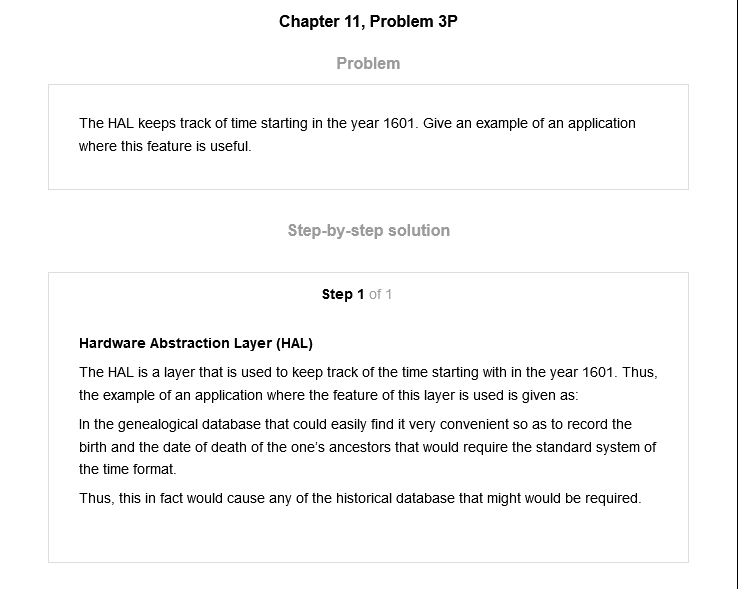 Chapter 11, Problem 3P
Problem
The HAL keeps track of time starting in the year 1601. Give an example of an application
where this feature is useful.
Step-by-step solution
Step 1 of 1
Hardware Abstraction Layer (HAL)
The HAL is a layer that is used to keep track of the time starting with in the year 1601. Thus,
the example of an application where the feature of this layer is used is given as:
In the genealogical database that could easily find it very convenient so as to record the
birth and the date of death of the one's ancestors that would require the standard system of
the time format.
Thus, this in fact would cause any of the historical database that might would be required.